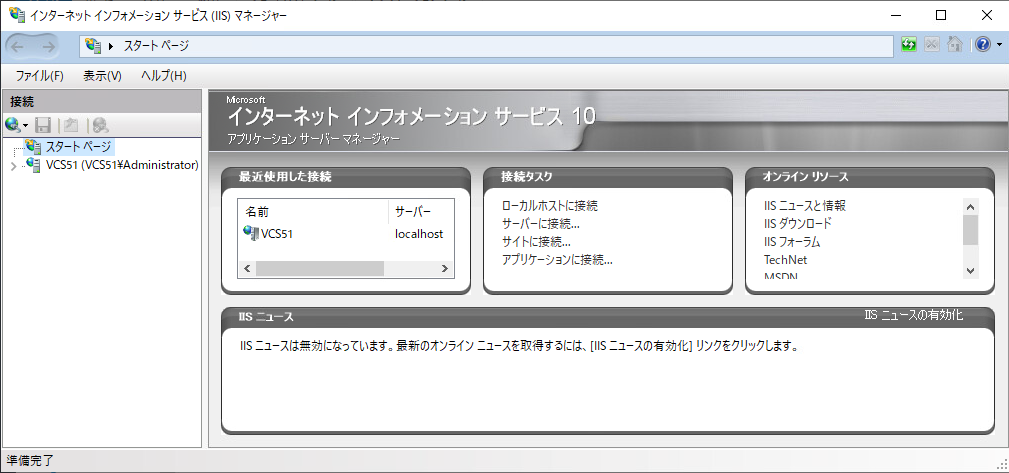 インターネット インフォメーション サービス (IIS) マネージャー
スタート ページ
ファイル(F) 表示(V) ヘルプ(H)
接続
スタート ページ
VCS51 (VCS51¥Administrator)
Microsoft
インターネット インフォメーション サービス 10
アプリケーション サーバー マネージャー
最近使用した接続
名前 サーバー
VCS51 localhost
接続タスク
ローカルホストに接続
サーバーに接続...
サイトに接続...
アプリケーションに接続...
オンライン リソース
IIS ニュースと情報
IIS ダウンロード
IIS フォーラム
TechNet
MSDN
IIS ニュース IIS ニュースの有効化
IIS ニュースは無効になっています。最新のオンライン ニュースを取得するには、[IIS ニュースの有効化] リンクをクリックします。
準備完了